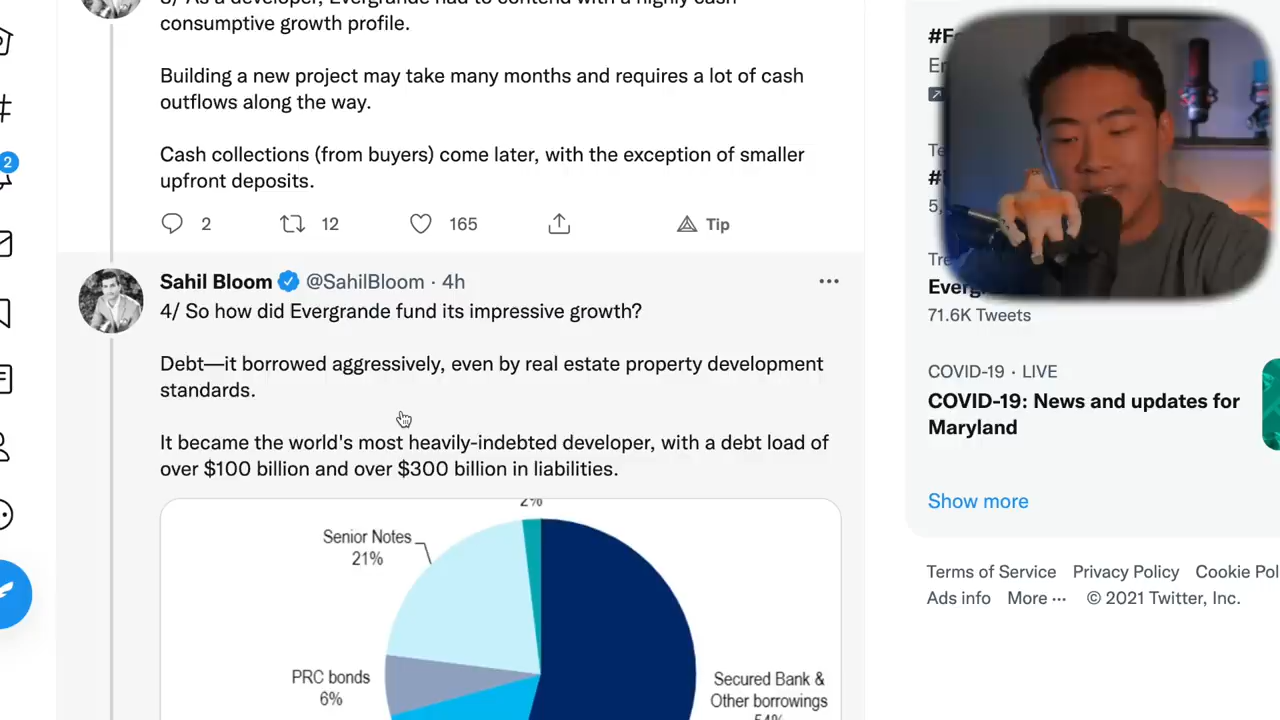 consumptive growth profile.
Building a new project may take many months and requires a lot of cash
outflows along the way.
Cash collections (from buyers) come later, with the exception of smaller
upfront deposits.
2 12 165 Tip
Sahil Bloom @SahilBloom · 4h
4/ So how did Evergrande fund its impressive growth?
Debt—it borrowed aggressively, even by real estate property development
standards.
It became the world's most heavily-indebted developer, with a debt load of
over $100 billion and over $300 billion in liabilities.
2%
Senior Notes
21%
PRC bonds
6%
Secured Bank &
Other borrowings
54%
2
71.6K Tweets
COVID-19 · LIVE
COVID-19: News and updates for
Maryland
Show more
Terms of Service Privacy Policy Cookie Pol
Ads info More ··· © 2021 Twitter, Inc.